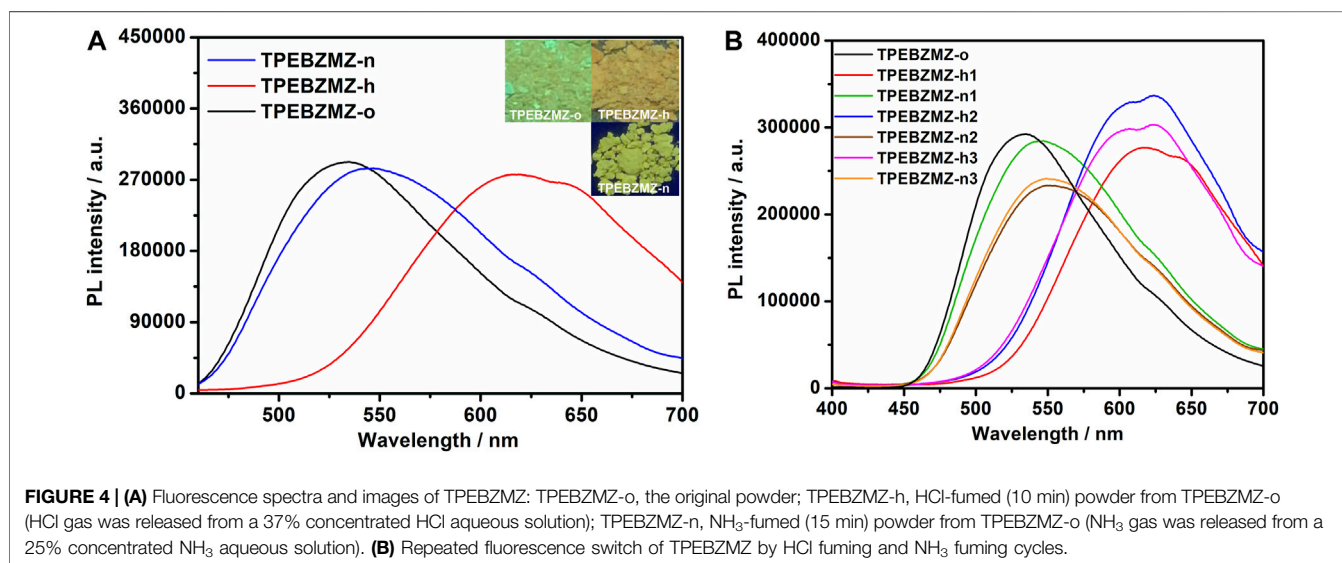 A
450000
360000
270000
180000
90000
0
PL intensity / a.u.
TPEBZMZ-n
TPEBZMZ-h
TPEBZMZ-o
TPEBZMZ-o
TPEBZMZ-h
TPEBZMZ-n
500 550 600 650 700
Wavelength / nm
B
400000
300000
200000
100000
0
PL intensity / a.u.
TPEBZMZ-o
TPEBZMZ-h1
TPEBZMZ-n1
TPEBZMZ-h2
TPEBZMZ-n2
TPEBZMZ-h3
TPEBZMZ-n3
400 450 500 550 600 650 700
Wavelength / nm
FIGURE 4 | (A) Fluorescence spectra and images of TPEBZMZ: TPEBZMZ-o, the original powder; TPEBZMZ-h, HCl-fumed (10 min) powder from TPEBZMZ-o
(HCl gas was released from a 37% concentrated HCl aqueous solution); TPEBZMZ-n, NH₃-fumed (15 min) powder from TPEBZMZ-o (NH₃ gas was released from a
25% concentrated NH₃ aqueous solution). (B) Repeated fluorescence switch of TPEBZMZ by HCl fuming and NH₃ fuming cycles.